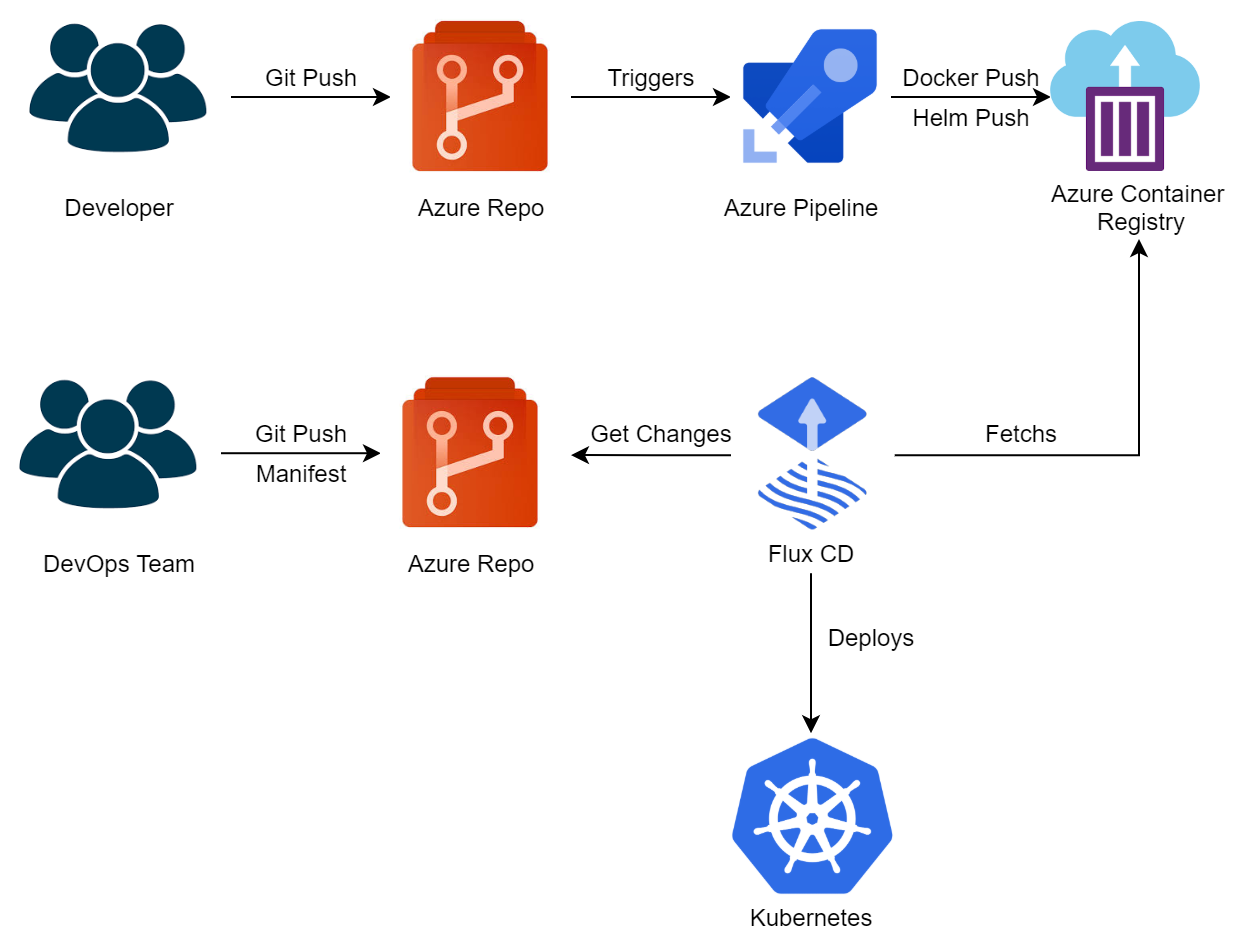 Git Push
Triggers
Docker Push
Helm Push
Developer
Azure Repo
Azure Pipeline
Azure Container
Registry
Git Push
Manifest
Get Changes
Fetchs
DevOps Team
Azure Repo
Flux CD
Deploys
Kubernetes